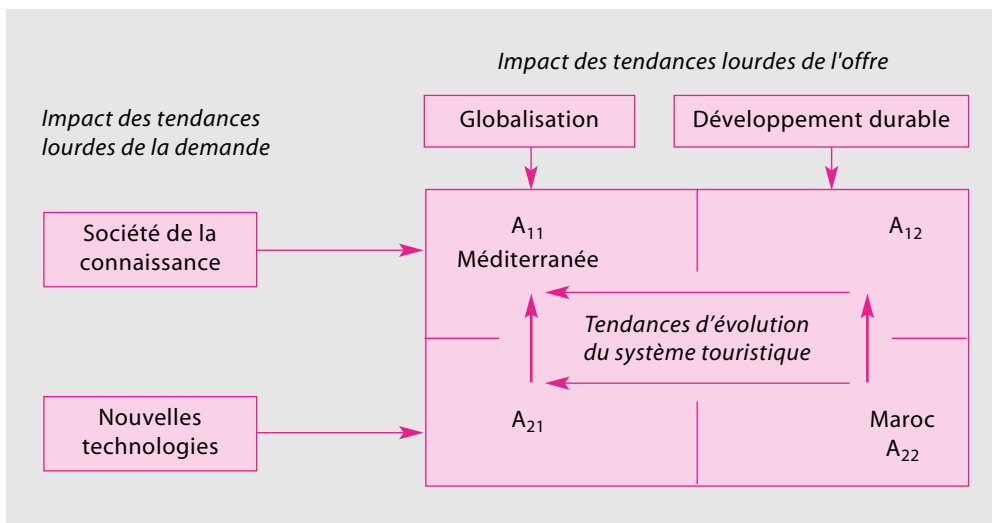 Impact des tendances lourdes de l'offre
Impact des tendances
lourdes de la demande
Globalisation
Développement durable
Société de la
connaissance
A11
Méditerranée
A12
Tendances d’évolution
du système touristique
Nouvelles
technologies
A21
Maroc
A22